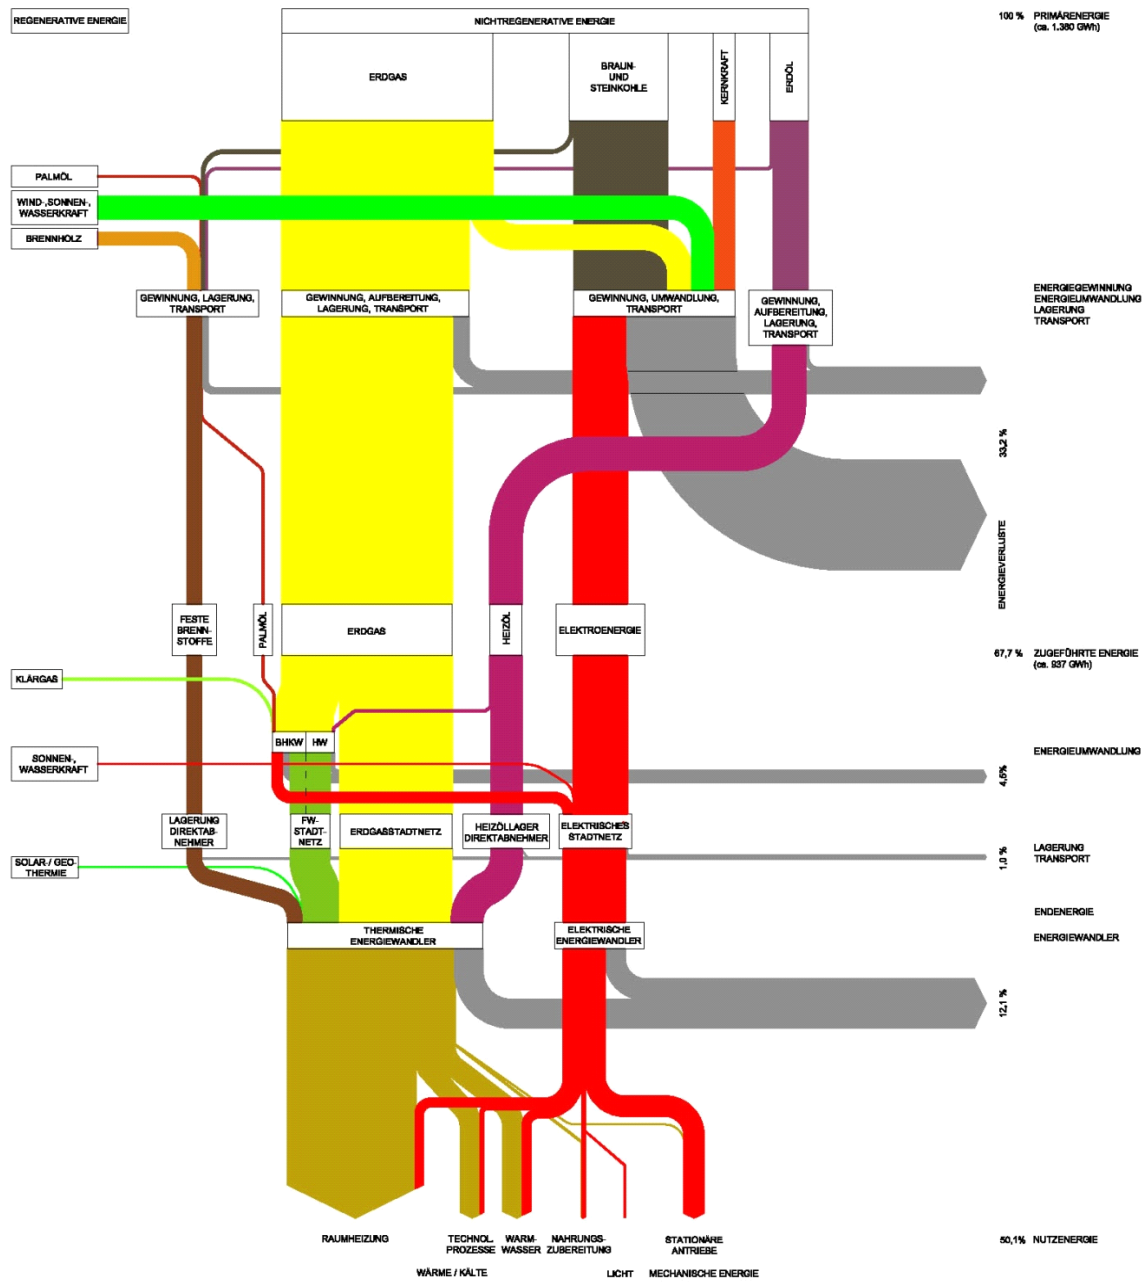 REGENERATIVE ENERGIE
NICHTREGENERATIVE ENERGIE
100 % PRIMÄRENERGIE
(ca. 1.380 GWh)
ERDGAS
BRAUN-
UND
STEINKOHLE
KERNKRAFT
ERDÖL
PALMÖL
WIND-,SONNEN-,
WASSERKRAFT
BRENNHOLZ
GEWINNUNG, LAGERUNG,
TRANSPORT
GEWINNUNG, AUFBEREITUNG,
LAGERUNG, TRANSPORT
GEWINNUNG, UMWANDLUNG,
TRANSPORT
GEWINNUNG,
AUFBEREITUNG,
LAGERUNG,
TRANSPORT
ENERGIEGEWINNUNG
ENERGIEUMWANDLUNG
LAGERUNG
TRANSPORT
33,2 %
ENERGIEVERLUSTE
FESTE
BRENN-
STOFFE
PALMÖL
ERDGAS
HEIZÖL
ELEKTROENERGIE
67,7 % ZUGEFÜHRTE ENERGIE
(ca. 937 GWh)
KLÄRGAS
BHKW
HW
SONNEN-,
WASSERKRAFT
ENERGIEUMWANDLUNG
4,5%
LAGERUNG
DIREKTAB-
NEHMER
FW-
STADT-
NETZ
ERDGASSTADTNETZ
HEIZÖLLAGER
DIREKTABNEHMER
ELEKTRISCHES
STADTNETZ
1,0 %
LAGERUNG
TRANSPORT
SOLAR-/ GEO-
THERMIE
ENDENERGIE
THERMISCHE
ENERGIEWANDLER
ELEKTRISCHE
ENERGIEWANDLER
ENERGIEWANDLER
12,1 %
RAUMHEIZUNG
TECHNOL.
PROZESSE
WARM-
WASSER
NAHRUNGS-
ZUBEREITUNG
STATIONÄRE
ANTRIEBE
50,1% NUTZENERGIE
WÄRME / KÄLTE
LICHT
MECHANISCHE ENERGIE